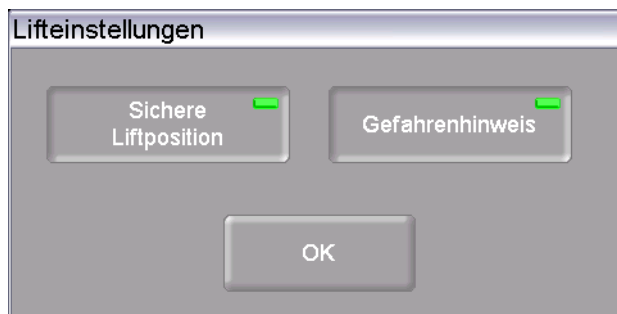 Lifteinstellungen
Sichere
Liftposition
Gefahrenhinweis
OK